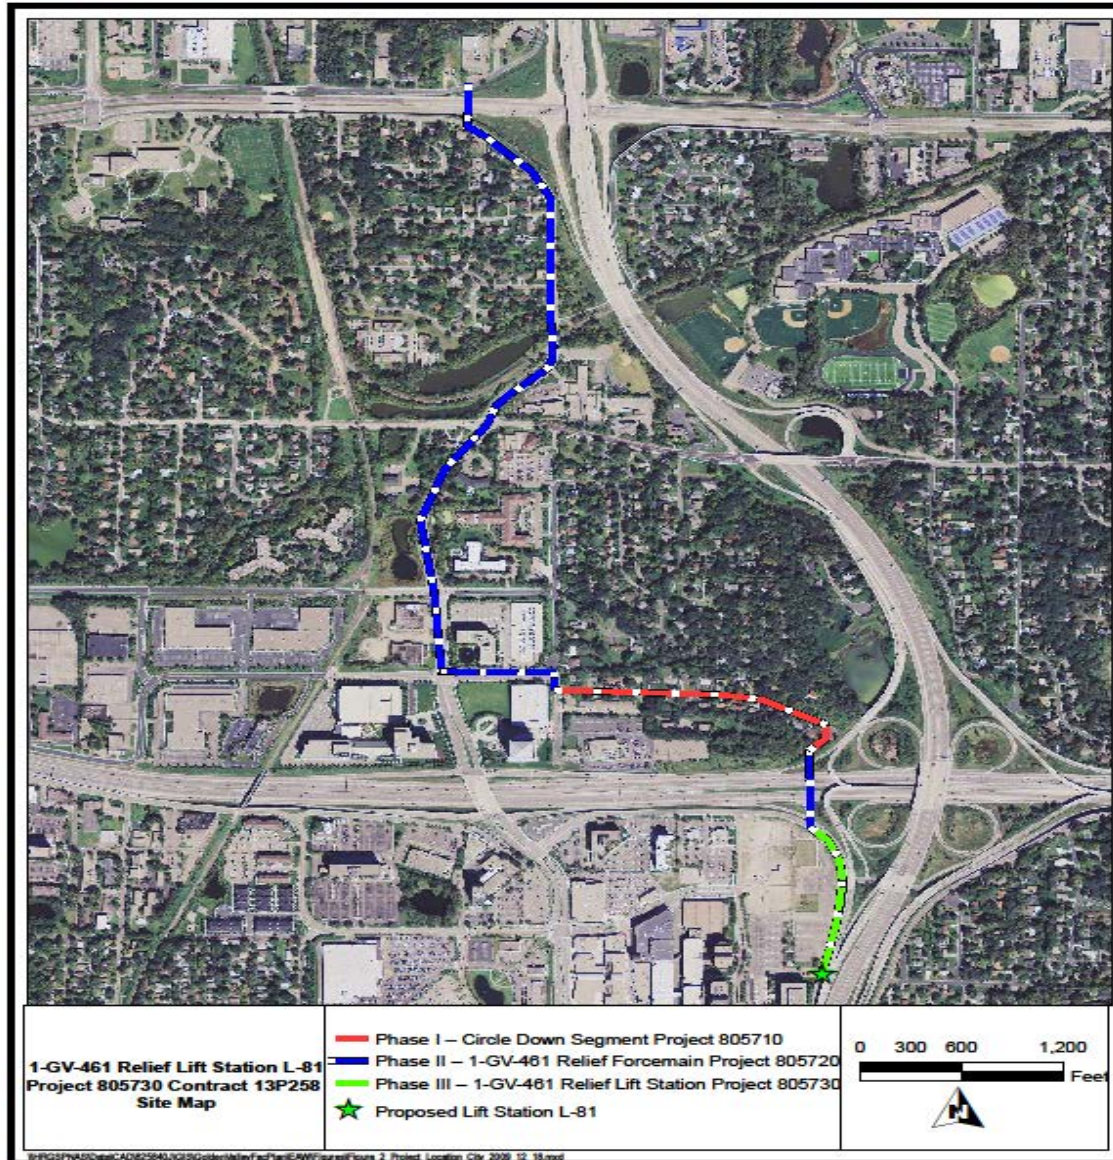 1-GV-461 Relief Lift Station L-81
Project 805730 Contract 13P258
Site Map
Phase I – Circle Down Segment Project 805710
Phase II – 1-GV-461 Relief Forcemain Project 805720
Phase III – 1-GV-461 Relief Lift Station Project 805730
Proposed Lift Station L-81
0 300 600 1,200
Feet
N